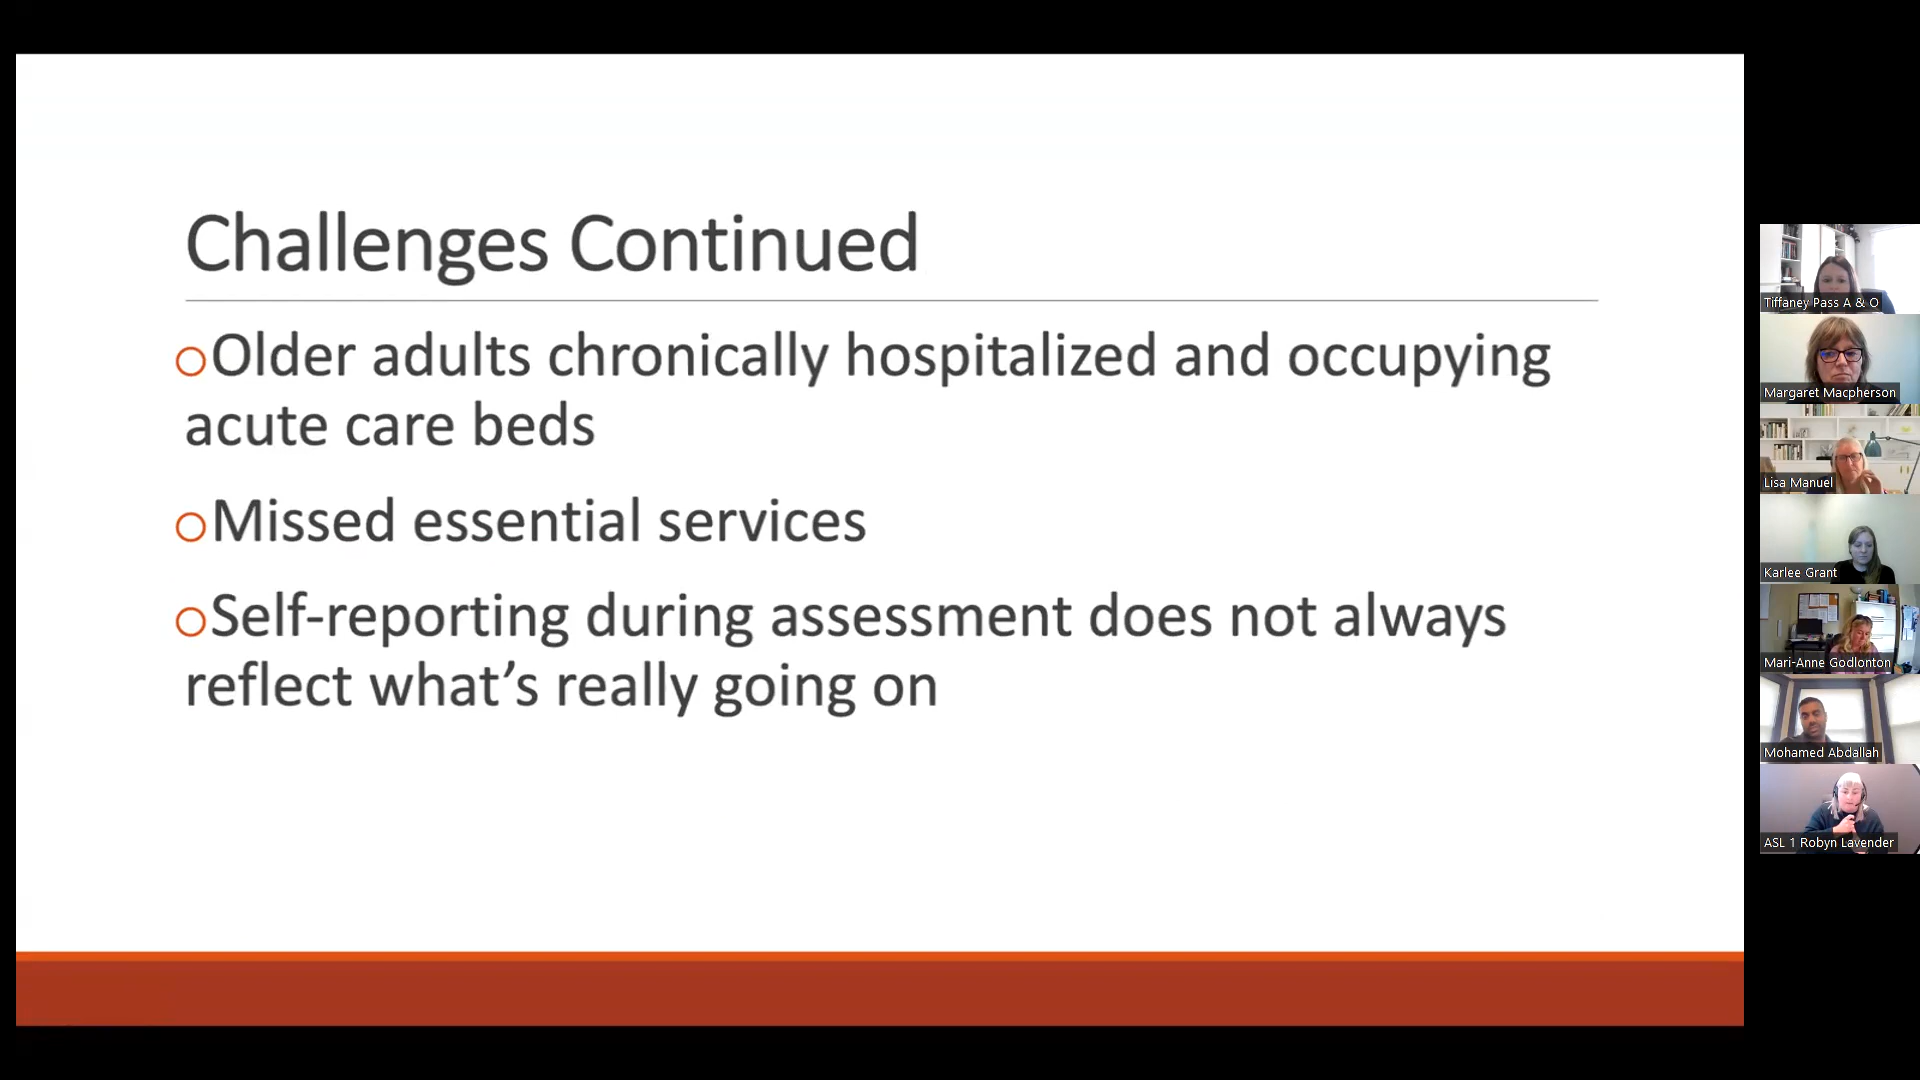 Challenges Continued
Older adults chronically hospitalized and occupying
acute care beds
Missed essential services
Self-reporting during assessment does not always
reflect what’s really going on
Tiffaney Pass A & O
Margaret Macpherson
Lisa Manuel
Karlee Grant
Mari-Anne Godlonton
Mohamed Abdallah
ASL 1 Robyn Lavender